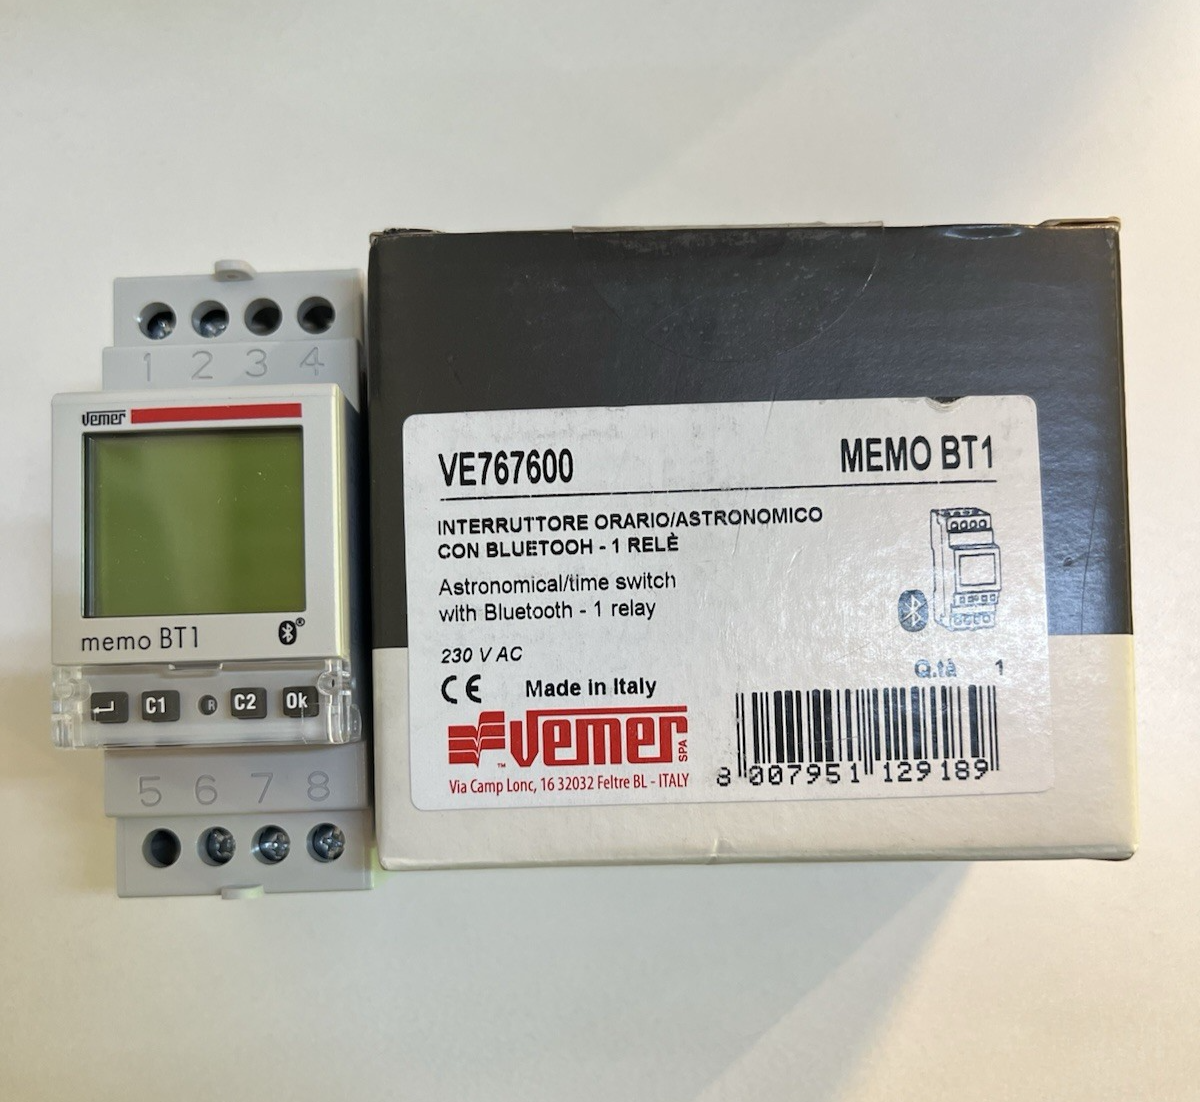 1 2 3 4
Vemer
memo BT1
C1 R C2 Ok
5 6 7 8
VE767600 MEMO BT1
INTERRUTTORE ORARIO/ASTRONOMICO
CON BLUETOOH - 1 RELÈ
Astronomical/time switch
with Bluetooth - 1 relay
230 V AC
Q.tà 1
CE Made in Italy
Vemer SPA
™
Via Camp Lonc, 16 32032 Feltre BL - ITALY
8 007951 129189